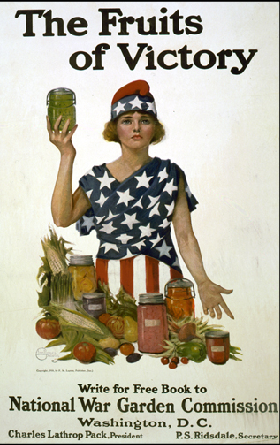 The Fruits
of Victory
Write for Free Book to
National War Garden Commission
Washington, D.C.
Charles Lathrop Pack, President
P.S. Ridsdale, Secretary